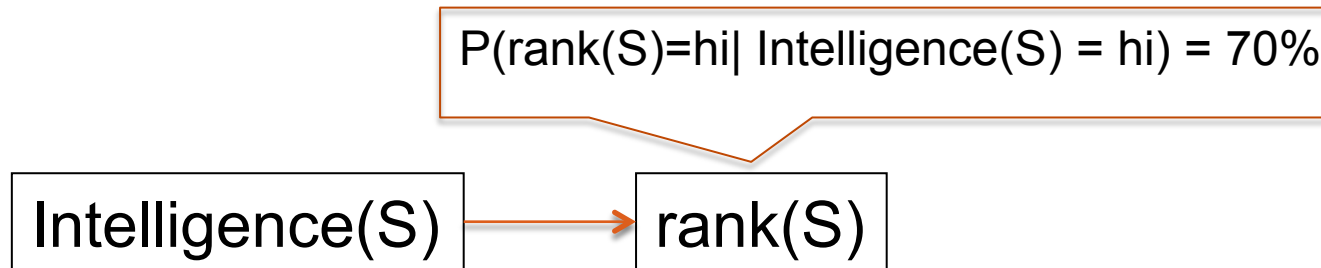 P(rank(S)=hi| Intelligence(S) = hi) = 70%
Intelligence(S)
rank(S)